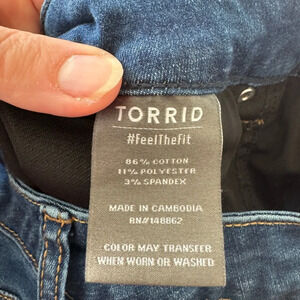 TORRID
#FeelTheFit
86% COTTON
11% POLYESTER
3% SPANDEX
MADE IN CAMBODIA
RN// 148862
COLOR MAY TRANSFER
WHEN WORN OR WASHED